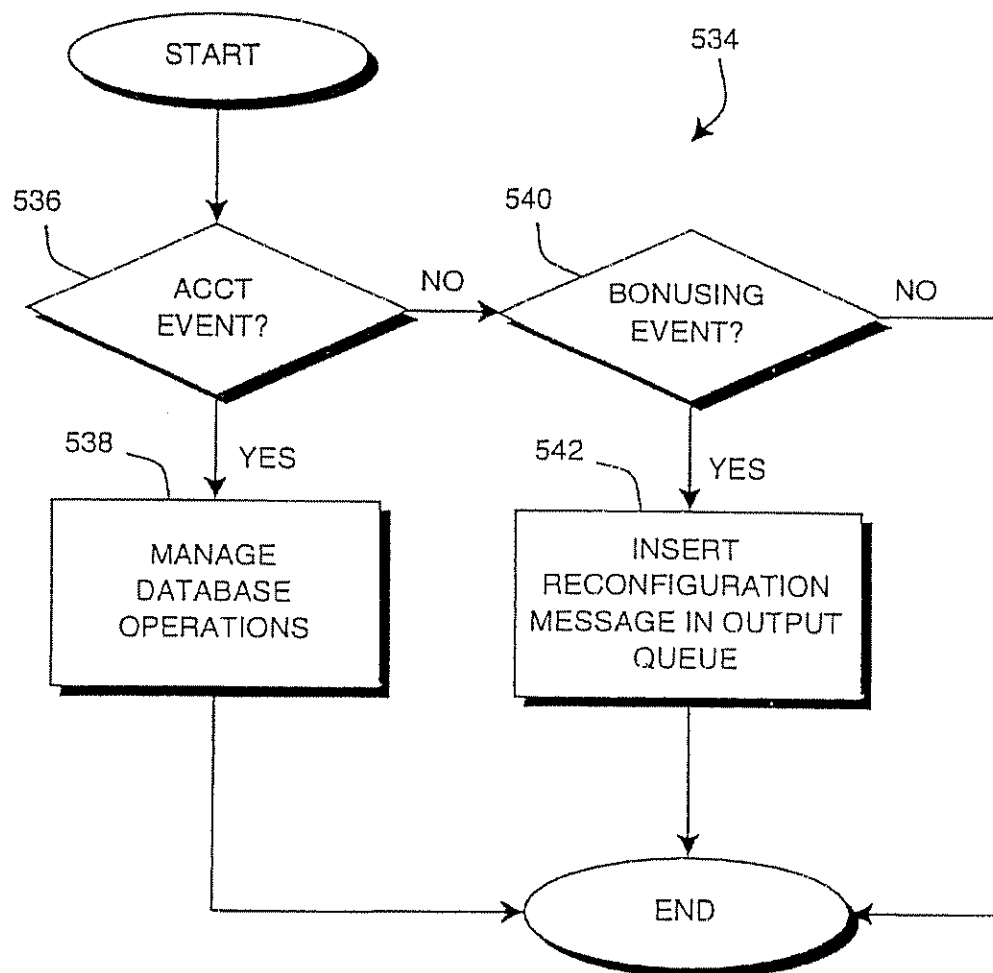 START
534
536
ACCT
EVENT?
NO
540
BONUSING
EVENT?
NO
YES
538
MANAGE
DATABASE
OPERATIONS
YES
542
INSERT
RECONFIGURATION
MESSAGE IN OUTPUT
QUEUE
END